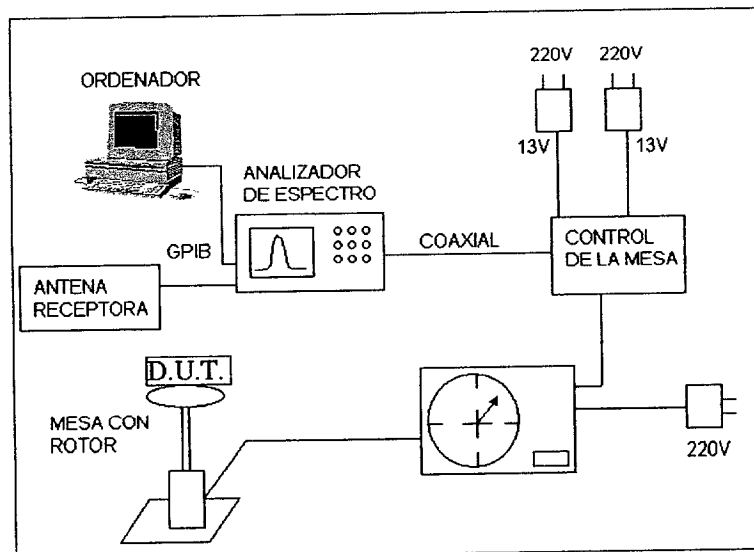 220V
220V
ORDENADOR
13V
13V
ANALIZADOR
DE ESPECTRO
GPIB
COAXIAL
CONTROL
DE LA MESA
ANTENA
RECEPTORA
D.U.T.
MESA CON
ROTOR
220V